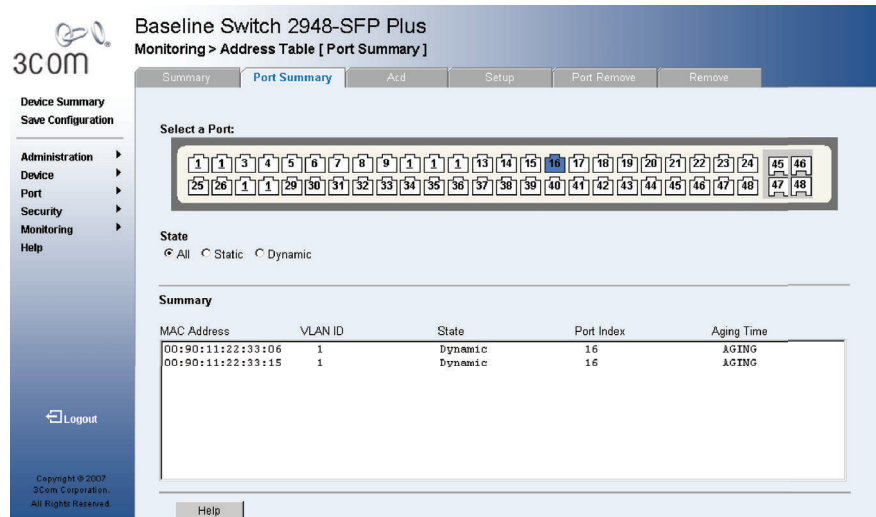 3COM
Baseline Switch 2948-SFP Plus
Monitoring > Address Table [ Port Summary ]
Summary Port Summary Acd Setup Port Remove Remove
Device Summary
Save Configuration
Administration
Device
Port
Security
Monitoring
Help
Logout
Copyright © 2007
3Com Corporation.
All Rights Reserved.
Select a Port:
1 1 3 4 5 6 7 8 9 1 1 1 13 14 15 16 17 18 19 20 21 22 23 24 45 46
25 26 1 1 29 30 31 32 33 34 35 36 37 38 39 40 41 42 43 44 45 46 47 48 47 48
State
All Static Dynamic
Summary
MAC Address VLAN ID State Port Index Aging Time
00:90:11:22:33:06 1 Dynamic 16 AGING
00:90:11:22:33:15 1 Dynamic 16 AGING
Help